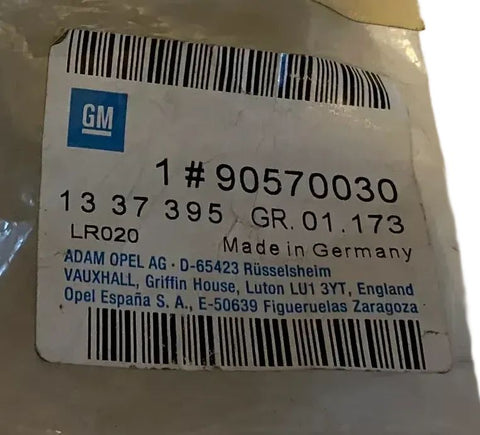 GM
1 # 90570030
13 37 395 GR. 01.173
LR020 Made in Germany
ADAM OPEL AG · D-65423 Rüsselsheim
VAUXHALL, Griffin House, Luton LU1 3YT, England
Opel España S. A., E-50639 Figueruelas Zaragoza